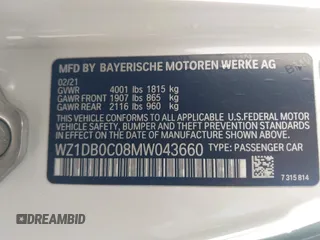 MFD BY BAYERISCHE MOTOREN WERKE AG
02/21
GVWR 4001 lbs 1815 kg
GAWR FRONT 1907 lbs 865 kg
GAWR REAR 2116 lbs 960 kg
THIS VEHICLE CONFORMS TO ALL APPLICABLE U.S. FEDERAL MOTOR
VEHICLE SAFETY, BUMPER, AND THEFT PREVENTION STANDARDS
IN EFFECT ON THE DATE OF MANUFACTURE SHOWN ABOVE.
WZ1DB0C08MW043660 TYPE: PASSENGER CAR
7 315 814
DREAMBID